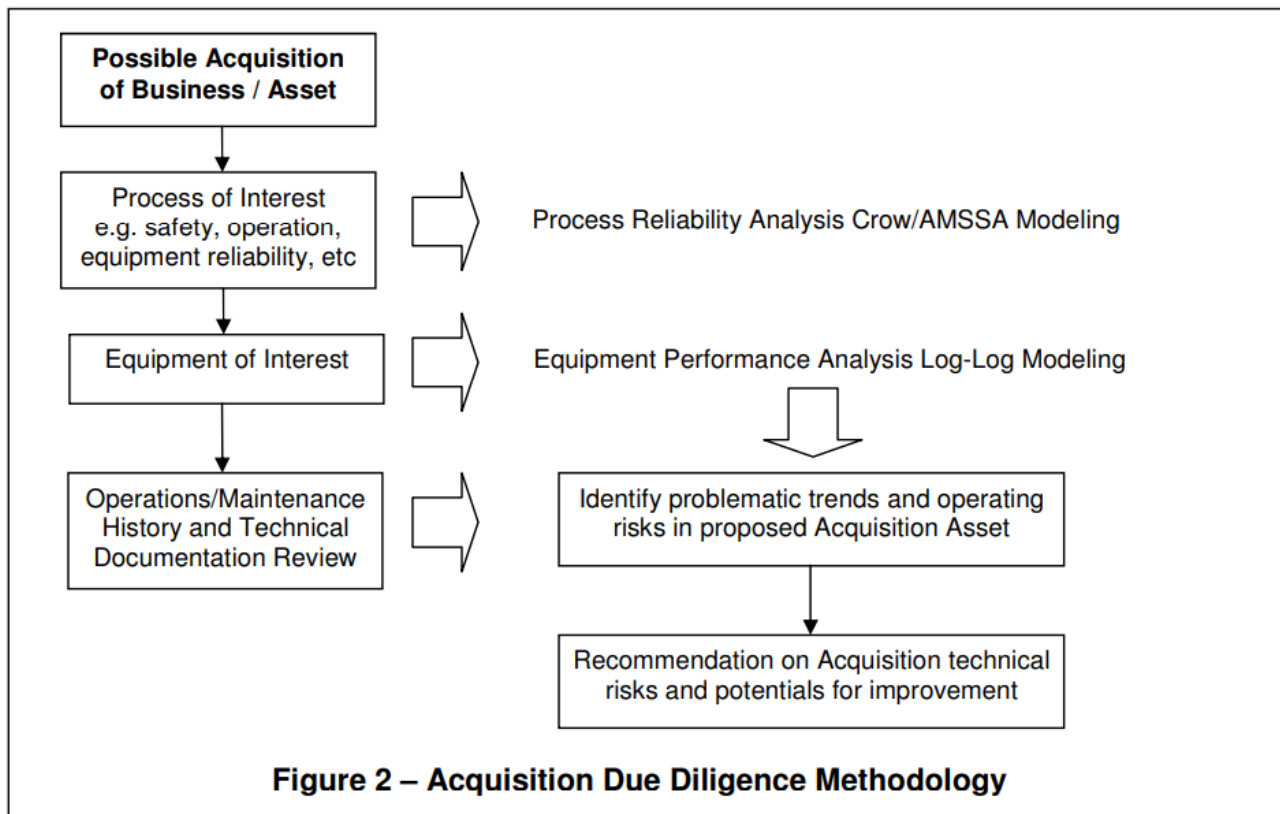 Possible Acquisition
of Business / Asset
Process of Interest
e.g. safety, operation,
equipment reliability, etc
Process Reliability Analysis Crow/AMSSA Modeling
Equipment of Interest
Equipment Performance Analysis Log-Log Modeling
Operations/Maintenance
History and Technical
Documentation Review
Identify problematic trends and operating
risks in proposed Acquisition Asset
Recommendation on Acquisition technical
risks and potentials for improvement
Figure 2 – Acquisition Due Diligence Methodology